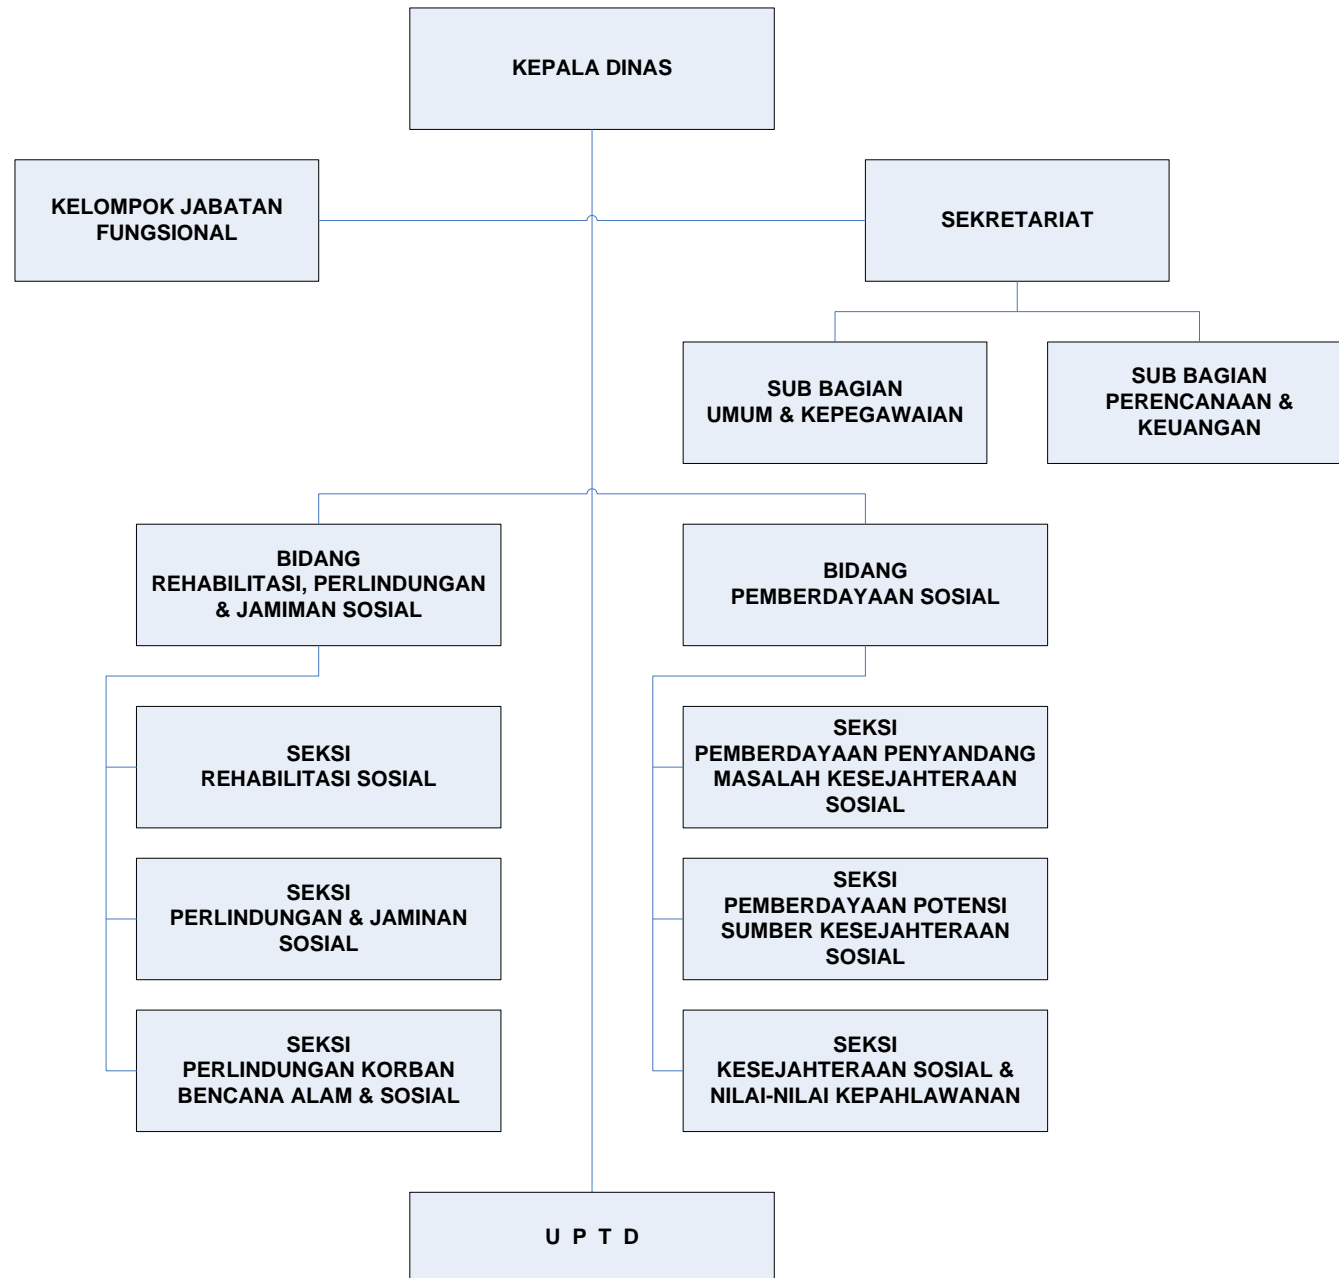 KEPALA DINAS
KELOMPOK JABATAN
FUNGSIONAL
SEKRETARIAT
SUB BAGIAN
UMUM & KEPEGAWAIAN
SUB BAGIAN
PERENCANAAN &
KEUANGAN
BIDANG
REHABILITASI, PERLINDUNGAN
& JAMIMAN SOSIAL
BIDANG
PEMBERDAYAAN SOSIAL
SEKSI
REHABILITASI SOSIAL
SEKSI
PEMBERDAYAAN PENYANDANG
MASALAH KESEJAHTERAAN
SOSIAL
SEKSI
PERLINDUNGAN & JAMINAN
SOSIAL
SEKSI
PEMBERDAYAAN POTENSI
SUMBER KESEJAHTERAAN
SOSIAL
SEKSI
PERLINDUNGAN KORBAN
BENCANA ALAM & SOSIAL
SEKSI
KESEJAHTERAAN SOSIAL &
NILAI-NILAI KEPAHLAWANAN
U P T D